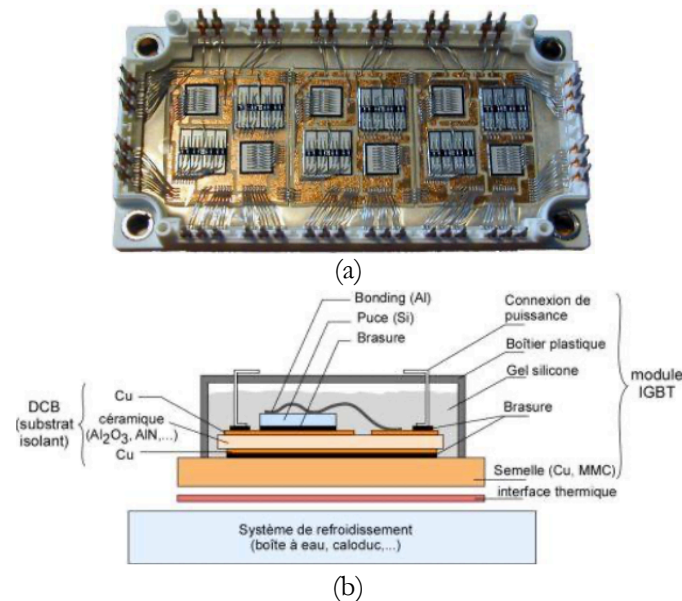 (a)
Bonding (Al)
Puce (Si)
Brasure
Connexion de
puissance
Boîtier plastique
Gel silicone
module
IGBT
DCB
(substrat
isolant)
Cu
céramique
(Al₂O₃, AlN,...)
Cu
Brasure
Semelle (Cu, MMC)
interface thermique
Système de refroidissement
(boîte à eau, caloduc,...)
(b)